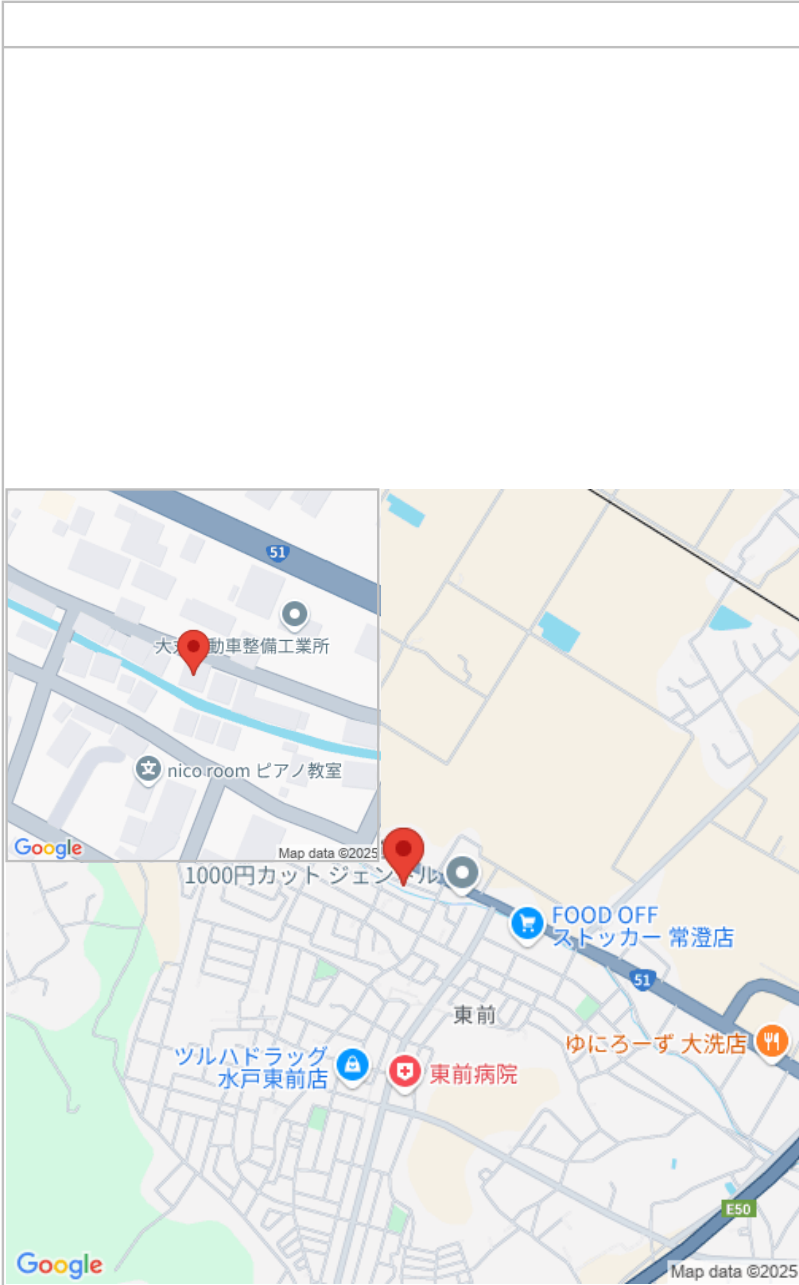 51
大丸自動車整備工業所
nico room ピアノ教室
Google
Map data ©2025
1000円カット ジェントル
FOOD OFF
ストッカー 常澄店
51
東前
ゆにろーず 大洗店
ツルハドラッグ
水戸東前店
東前病院
E50
Google
Map data ©2025